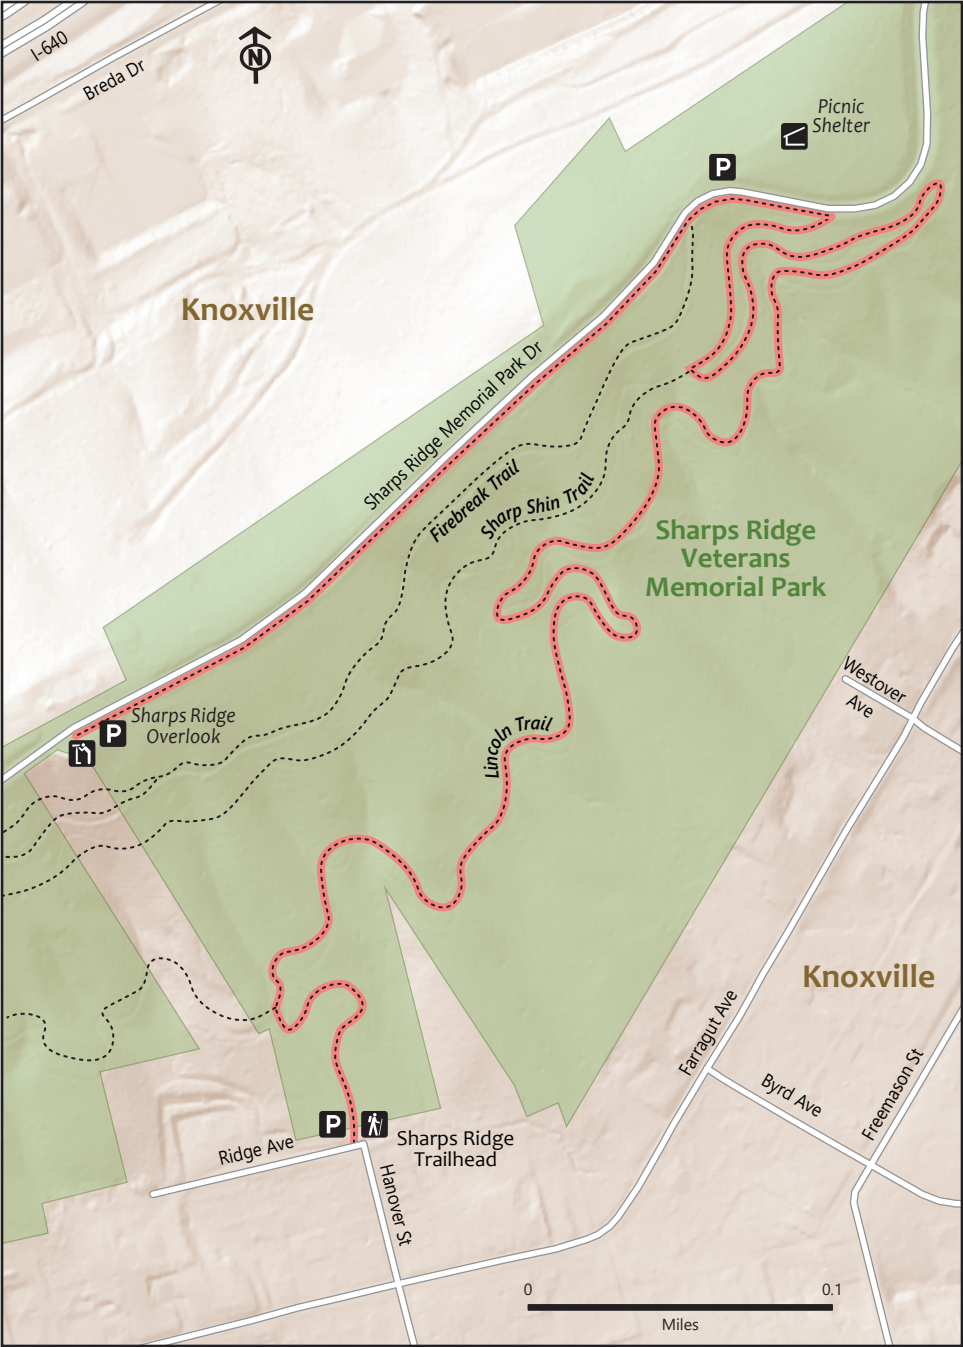 I-640
Breda Dr
N
Picnic
Shelter
P
Knoxville
Sharps Ridge Memorial Park Dr
Firebreak Trail
Sharp Shin Trail
Sharps Ridge
Veterans
Memorial Park
Westover
Ave
Sharps Ridge
Overlook
P
Lincoln Trail
Knoxville
Farragut Ave
Byrd Ave
Freemason St
P
Sharps Ridge
Trailhead
Ridge Ave
Hanover St
0
0.1
Miles